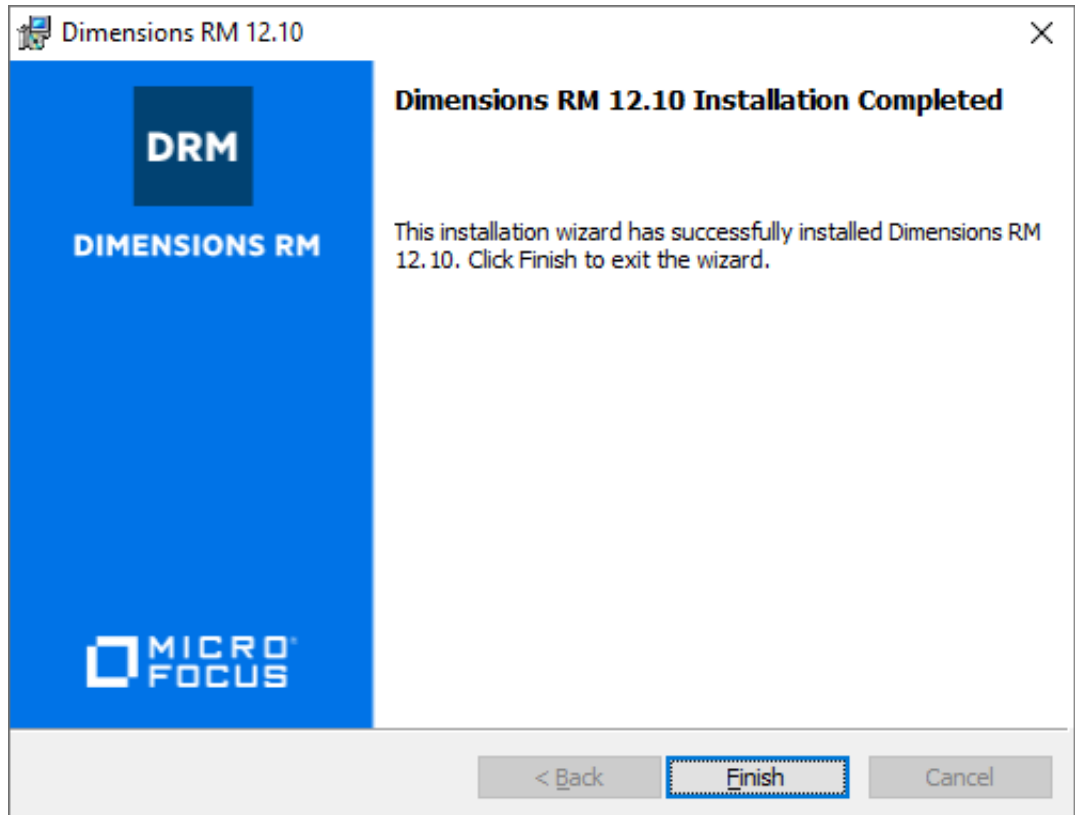 Dimensions RM 12.10
DRM
DIMENSIONS RM
Dimensions RM 12.10 Installation Completed
This installation wizard has successfully installed Dimensions RM
12.10. Click Finish to exit the wizard.
MICRO
FOCUS
< Back
Finish
Cancel